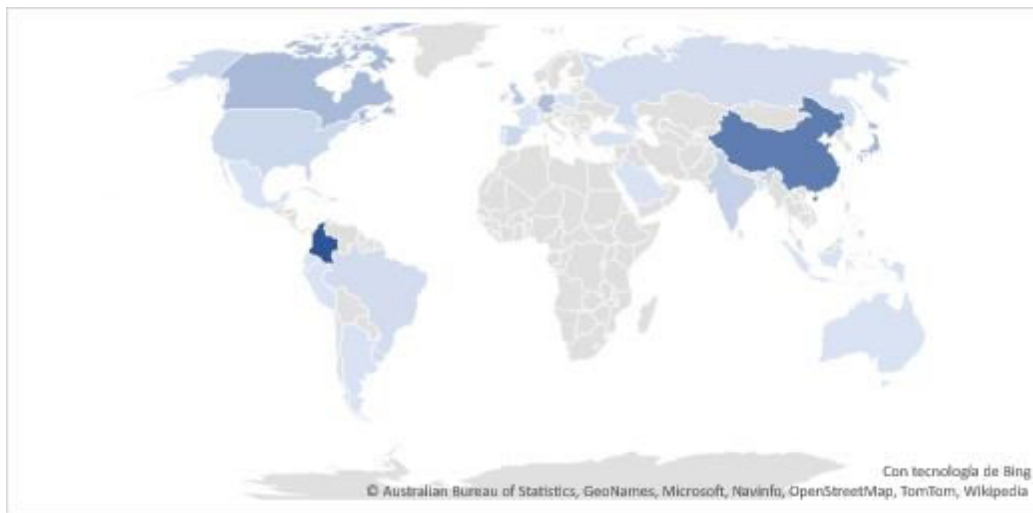 Con tecnología de Bing
© Australian Bureau of Statistics, GeoNames, Microsoft, Navinfo, OpenStreetMap, TomTom, Wikipedia